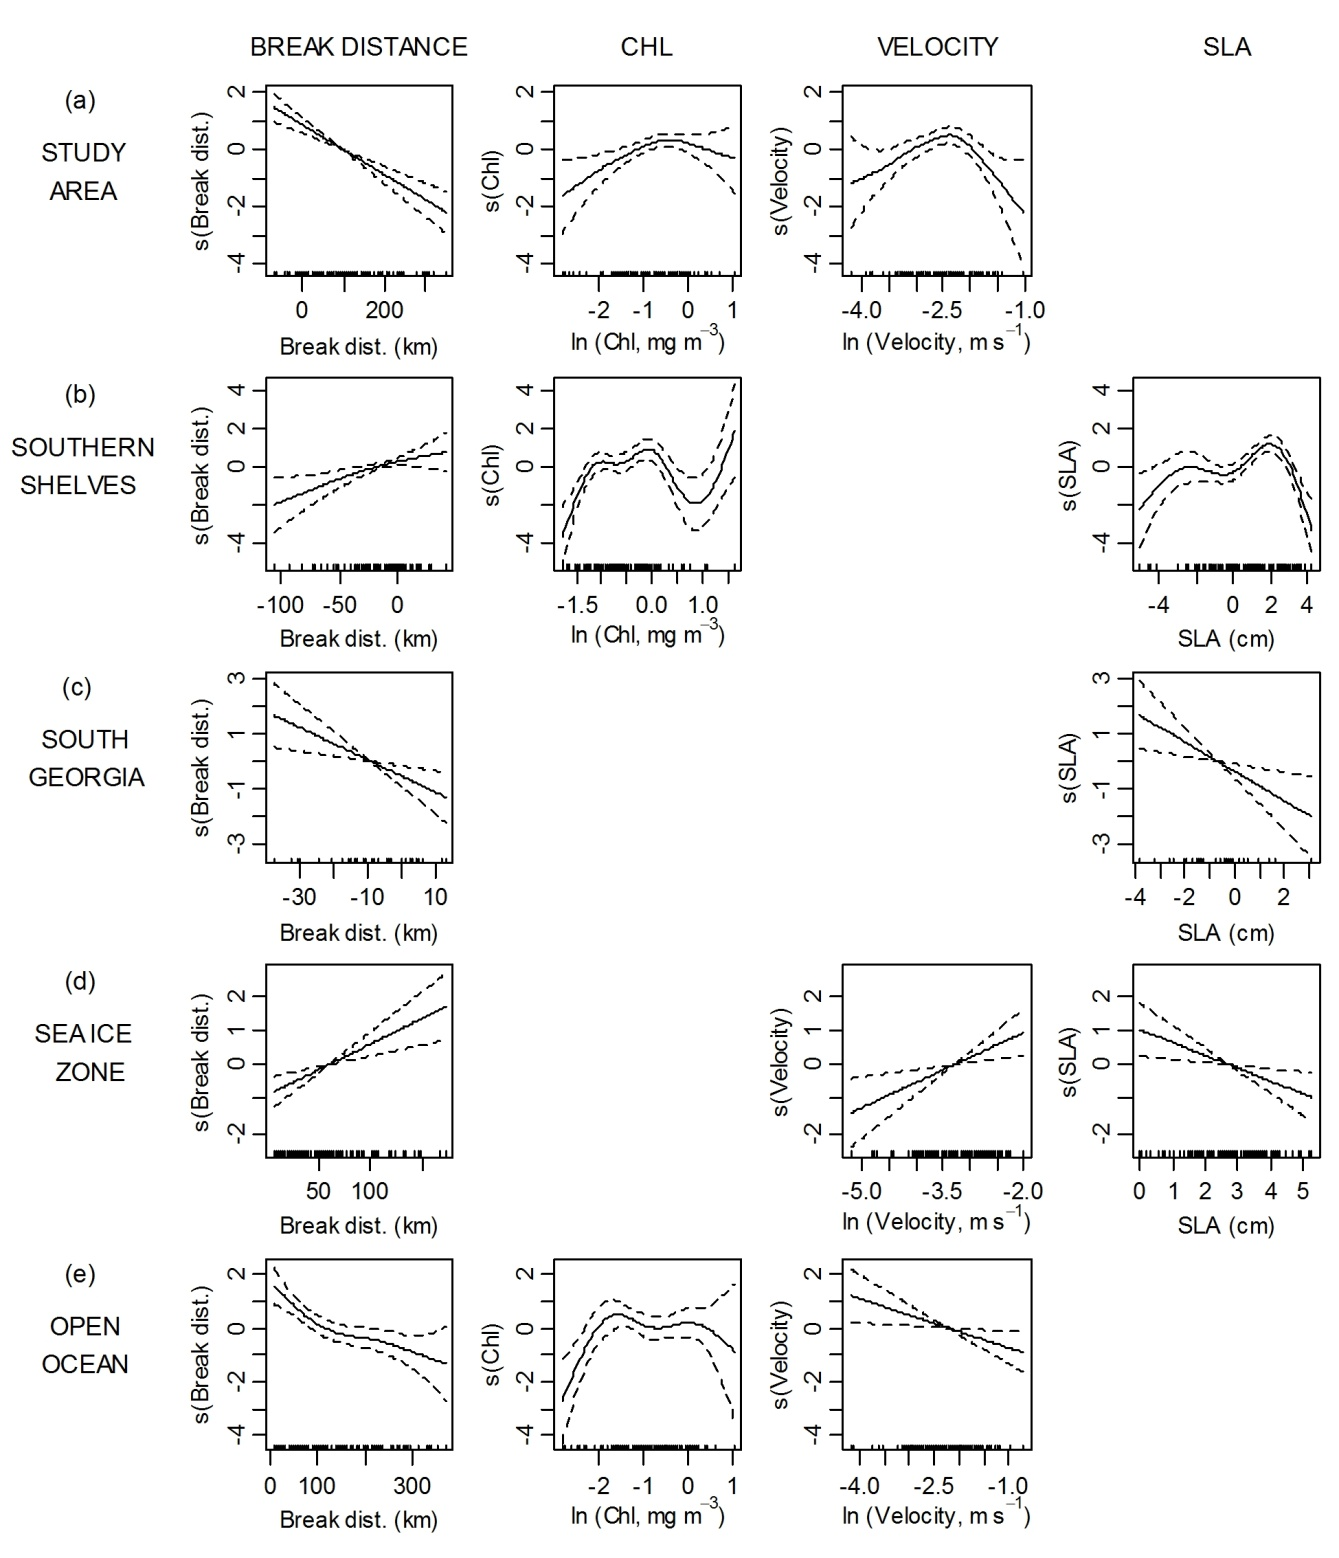 BREAK DISTANCE CHL VELOCITY SLA
(a)
STUDY
AREA
s(Break dist.)
2
0
-2
-4
0 200
Break dist. (km)
s(Chl)
2
0
-2
-4
-2 -1 0 1
ln (Chl, mg m⁻³)
s(Velocity)
2
0
-2
-4
-4.0 -2.5 -1.0
ln (Velocity, m s⁻¹)
(b)
SOUTHERN
SHELVES
s(Break dist.)
4
2
0
-4
-100 -50 0
Break dist. (km)
s(Chl)
4
2
0
-4
-1.5 0.0 1.0
ln (Chl, mg m⁻³)
s(SLA)
4
2
0
-4
-4 0 2 4
SLA (cm)
(c)
SOUTH
GEORGIA
s(Break dist.)
3
1
-1
-3
-30 -10 10
Break dist. (km)
s(SLA)
3
1
-1
-3
-4 -2 0 2
SLA (cm)
(d)
SEA ICE
ZONE
s(Break dist.)
2
1
0
-2
50 100
Break dist. (km)
s(Velocity)
2
1
0
-2
-5.0 -3.5 -2.0
ln (Velocity, m s⁻¹)
s(SLA)
2
1
0
-2
0 1 2 3 4 5
SLA (cm)
(e)
OPEN
OCEAN
s(Break dist.)
2
0
-2
-4
0 100 300
Break dist. (km)
s(Chl)
2
0
-2
-4
-2 -1 0 1
ln (Chl, mg m⁻³)
s(Velocity)
2
0
-2
-4
-4.0 -2.5 -1.0
ln (Velocity, m s⁻¹)